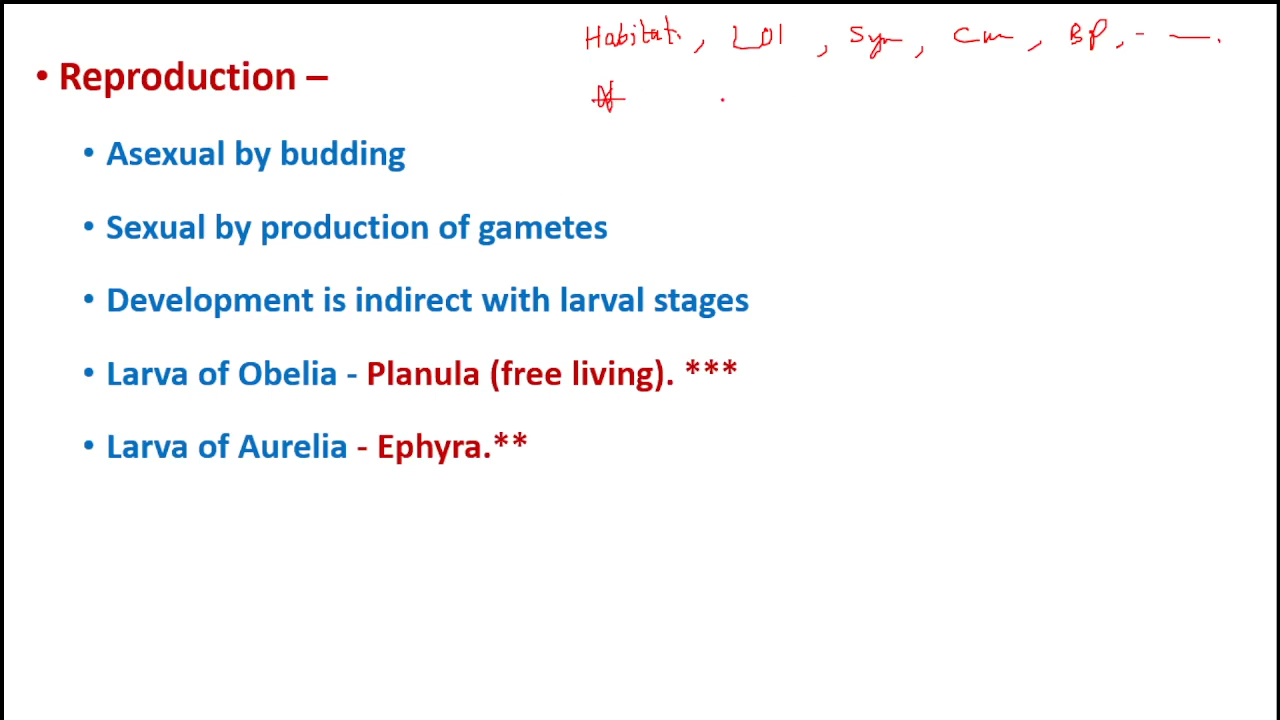 Habitat, LOI, Sym, Cm, BP, - —.
• Reproduction –
• Asexual by budding
• Sexual by production of gametes
• Development is indirect with larval stages
• Larva of Obelia - Planula (free living). ***
• Larva of Aurelia - Ephyra.**